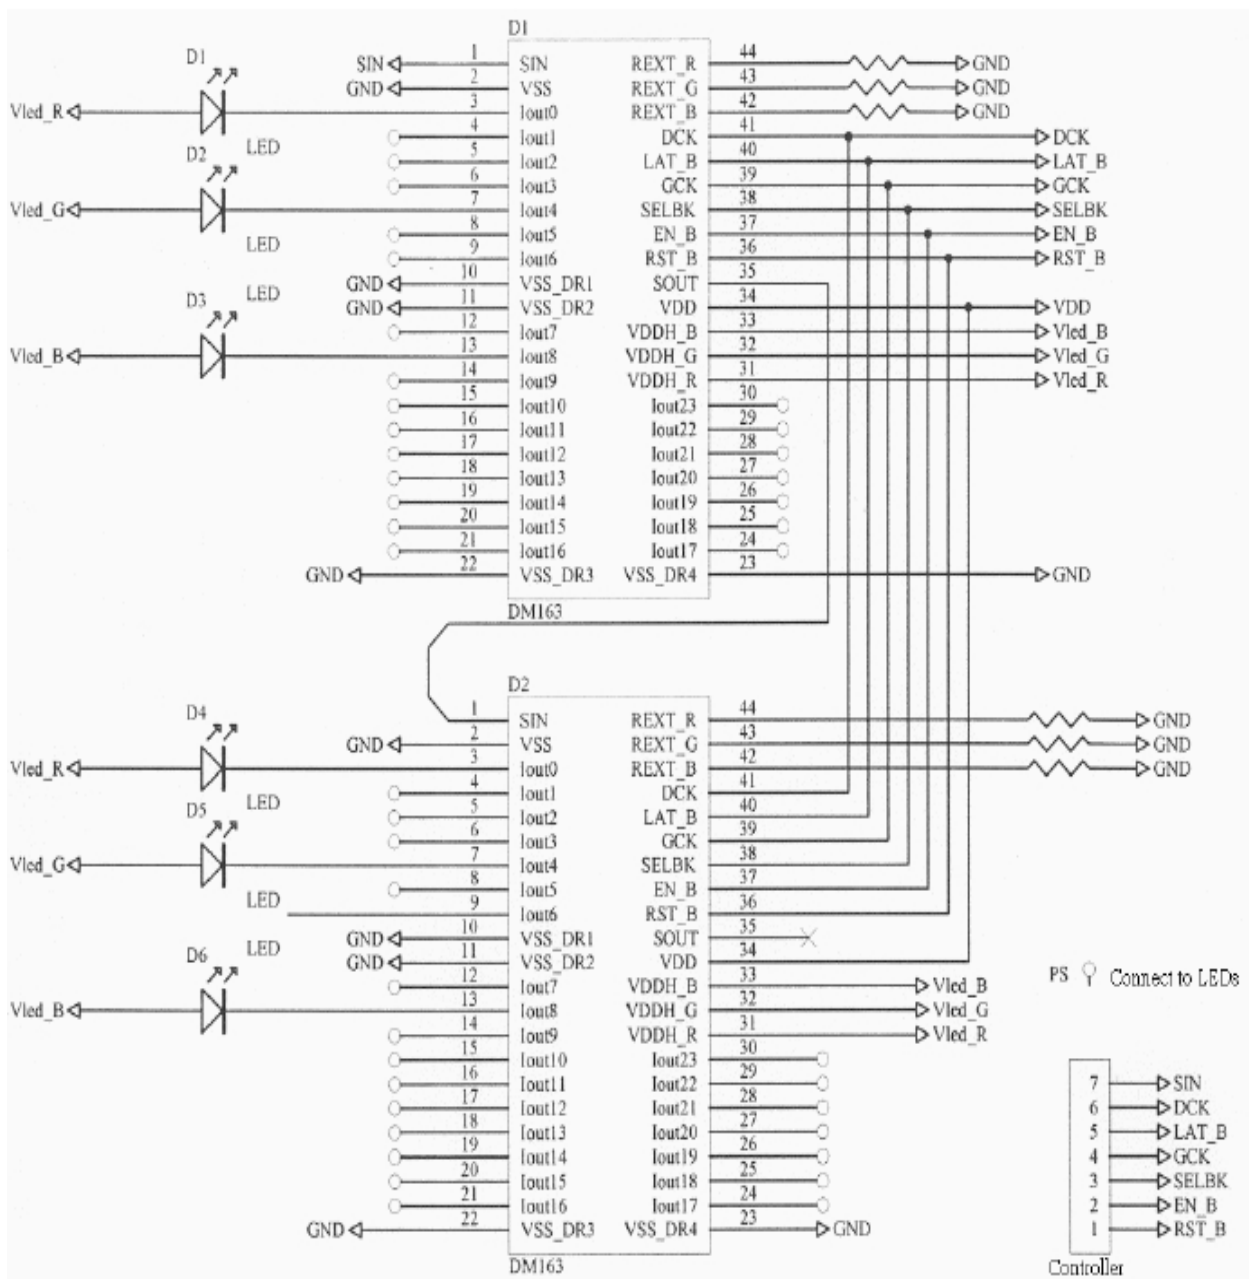 D1
D1
SIN 1 SIN REXT_R 44 GND
GND 2 VSS REXT_G 43 GND
Vled_R 3 Iout0 REXT_B 42 GND
LED 4 Iout1 DCK 41 DCK
D2 5 Iout2 LAT_B 40 LAT_B
6 Iout3 GCK 39 GCK
Vled_G 7 Iout4 SELBK 38 SELBK
LED 8 Iout5 EN_B 37 EN_B
9 Iout6 RST_B 36 RST_B
D3 LED GND 10 VSS_DR1 SOUT 35
GND 11 VSS_DR2 VDD 34 VDD
12 Iout7 VDDH_B 33 Vled_B
Vled_B 13 Iout8 VDDH_G 32 Vled_G
14 Iout9 VDDH_R 31 Vled_R
15 Iout10 Iout23 30
16 Iout11 Iout22 29
17 Iout12 Iout21 28
18 Iout13 Iout20 27
19 Iout14 Iout19 26
20 Iout15 Iout18 25
21 Iout16 Iout17 24
GND 22 VSS_DR3 VSS_DR4 23 GND
DM163
D2
D4 1 SIN REXT_R 44 GND
GND 2 VSS REXT_G 43 GND
Vled_R 3 Iout0 REXT_B 42 GND
LED 4 Iout1 DCK 41
D5 5 Iout2 LAT_B 40
6 Iout3 GCK 39
Vled_G 7 Iout4 SELBK 38
8 Iout5 EN_B 37
LED 9 Iout6 RST_B 36
GND 10 VSS_DR1 SOUT 35
D6 LED GND 11 VSS_DR2 VDD 34
12 Iout7 VDDH_B 33 Vled_B
Vled_B 13 Iout8 VDDH_G 32 Vled_G
14 Iout9 VDDH_R 31 Vled_R
15 Iout10 Iout23 30
16 Iout11 Iout22 29
17 Iout12 Iout21 28
18 Iout13 Iout20 27
19 Iout14 Iout19 26
20 Iout15 Iout18 25
21 Iout16 Iout17 24
GND 22 VSS_DR3 VSS_DR4 23 GND
DM163
PS Connect to LEDs
7 SIN
6 DCK
5 LAT_B
4 GCK
3 SELBK
2 EN_B
1 RST_B
Controller